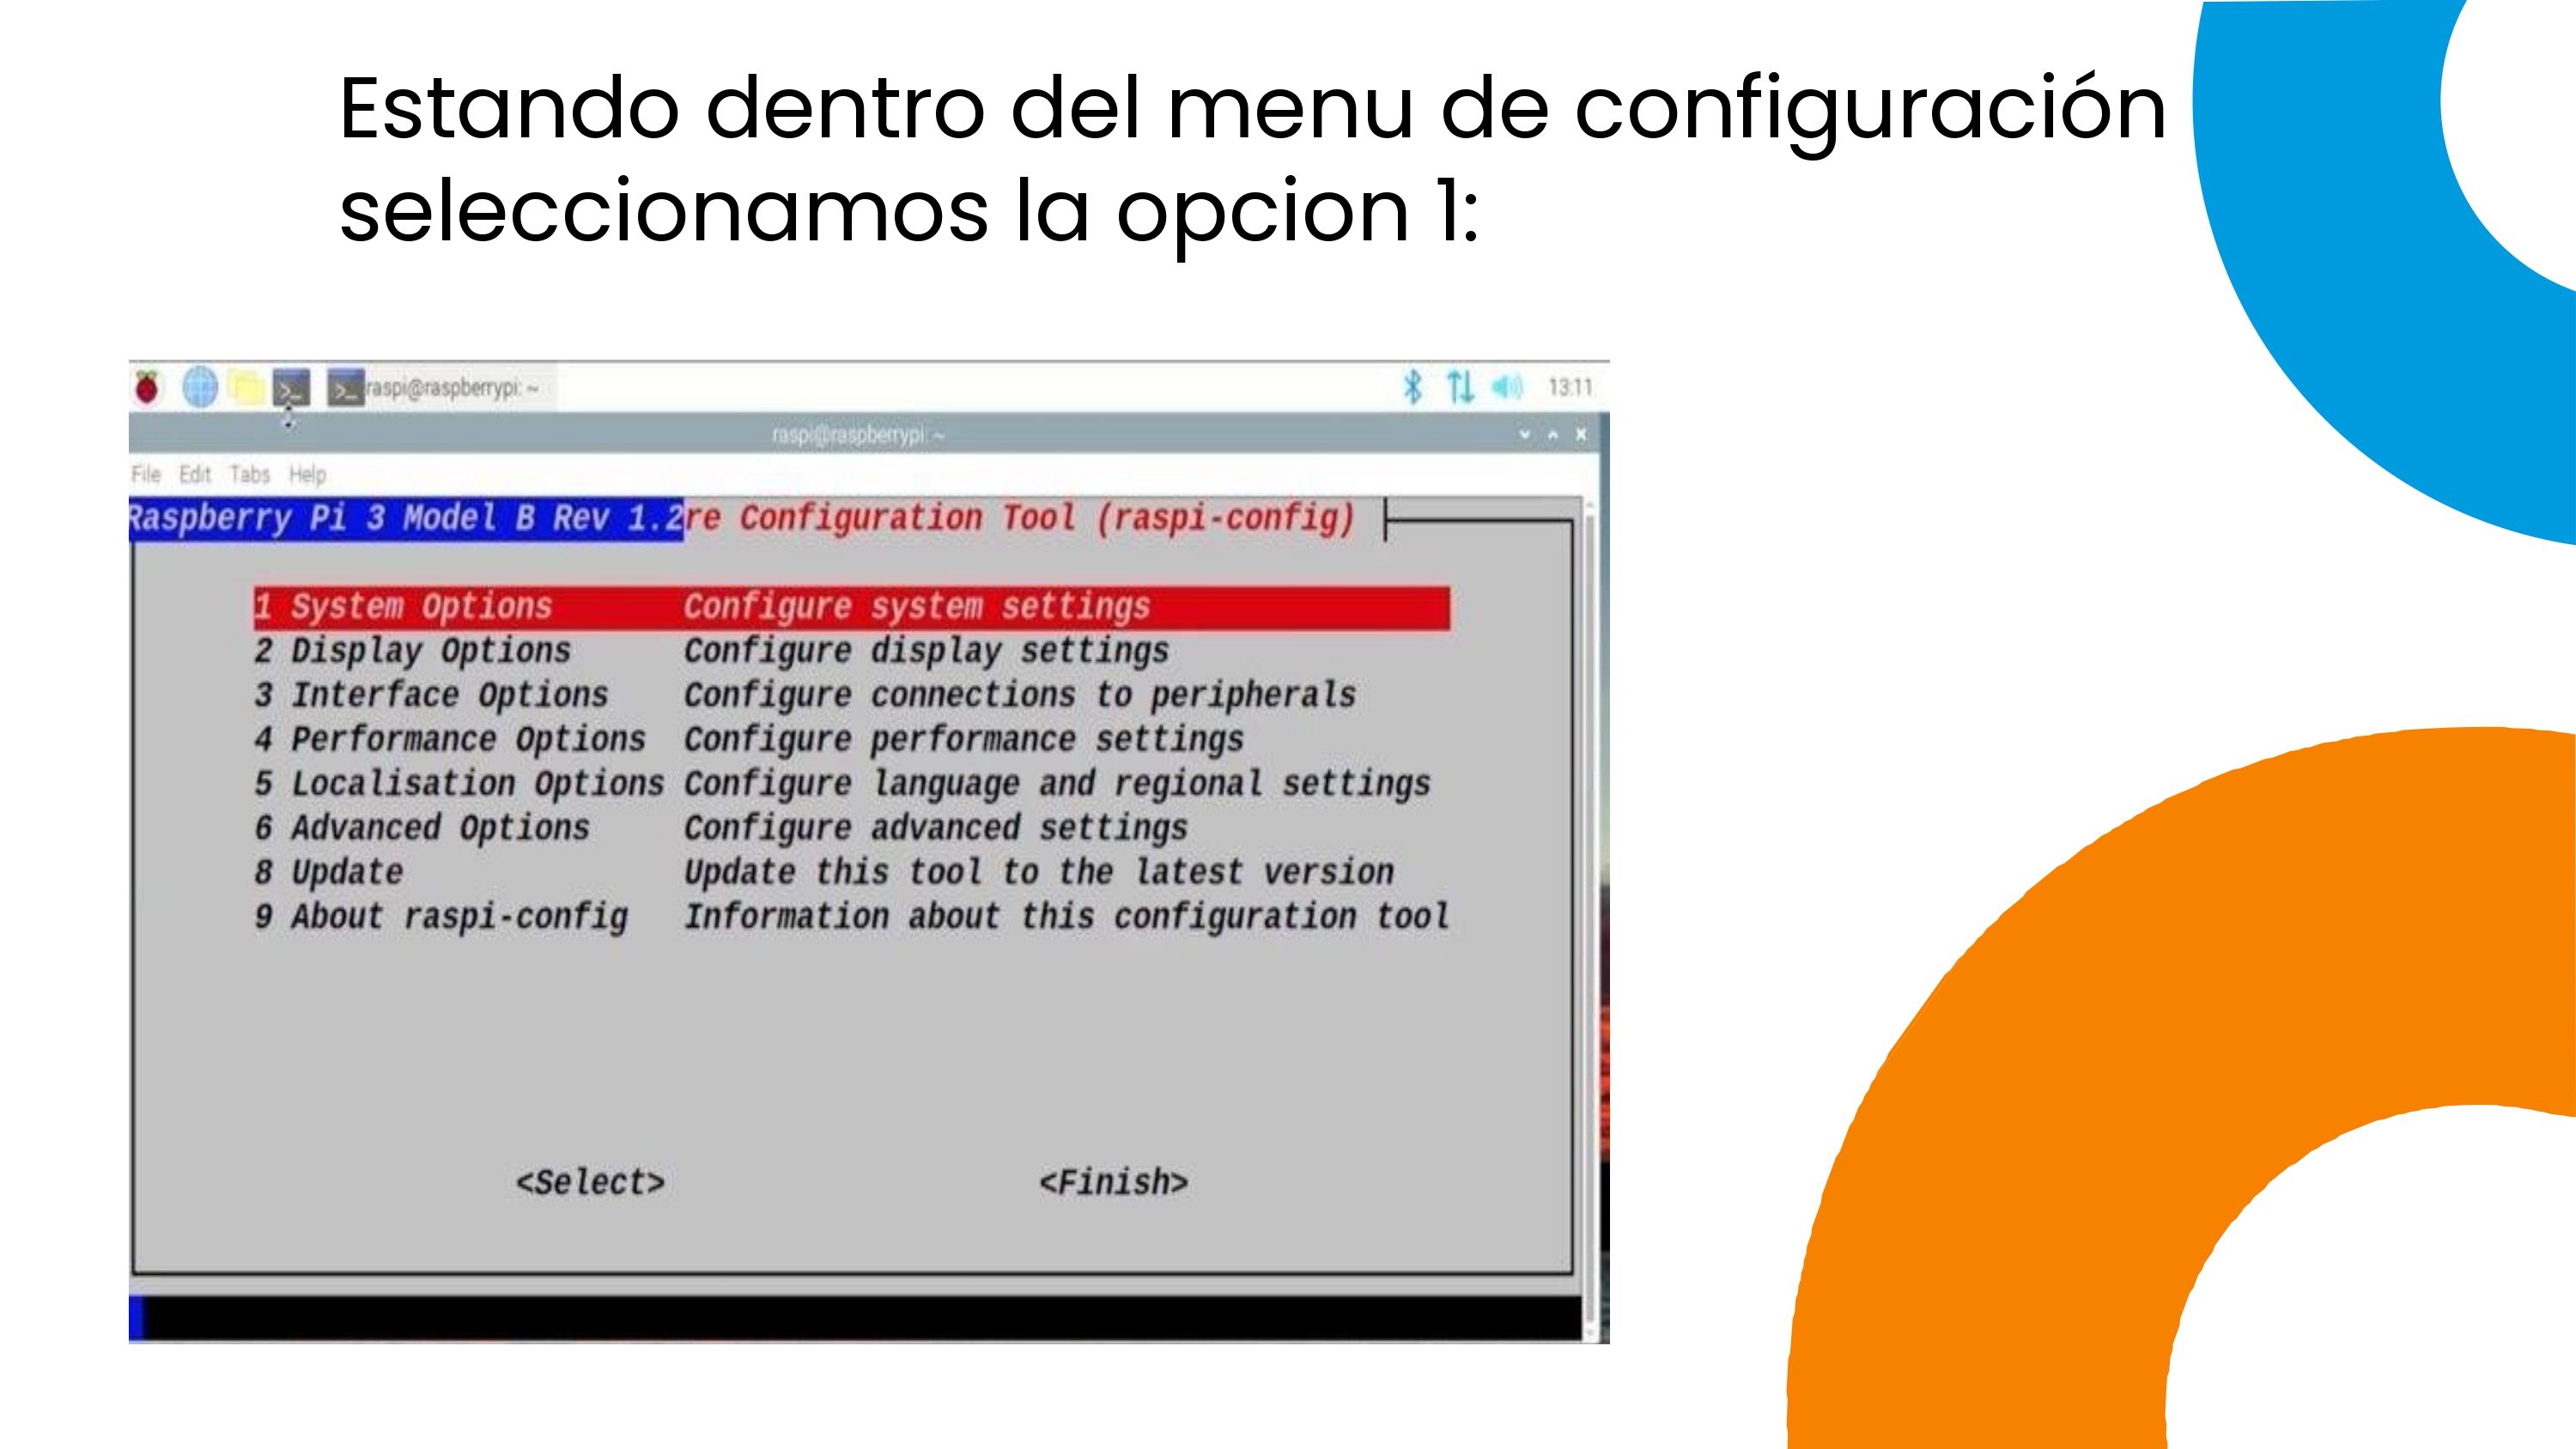 Estando dentro del menu de configuración
seleccionamos la opcion 1:
raspi@raspberrypi: ~ 13:11
raspi@raspberrypi: ~
File Edit Tabs Help
Raspberry Pi 3 Model B Rev 1.2re Configuration Tool (raspi-config)
1 System Options Configure system settings
2 Display Options Configure display settings
3 Interface Options Configure connections to peripherals
4 Performance Options Configure performance settings
5 Localisation Options Configure language and regional settings
6 Advanced Options Configure advanced settings
8 Update Update this tool to the latest version
9 About raspi-config Information about this configuration tool
<Select> <Finish>